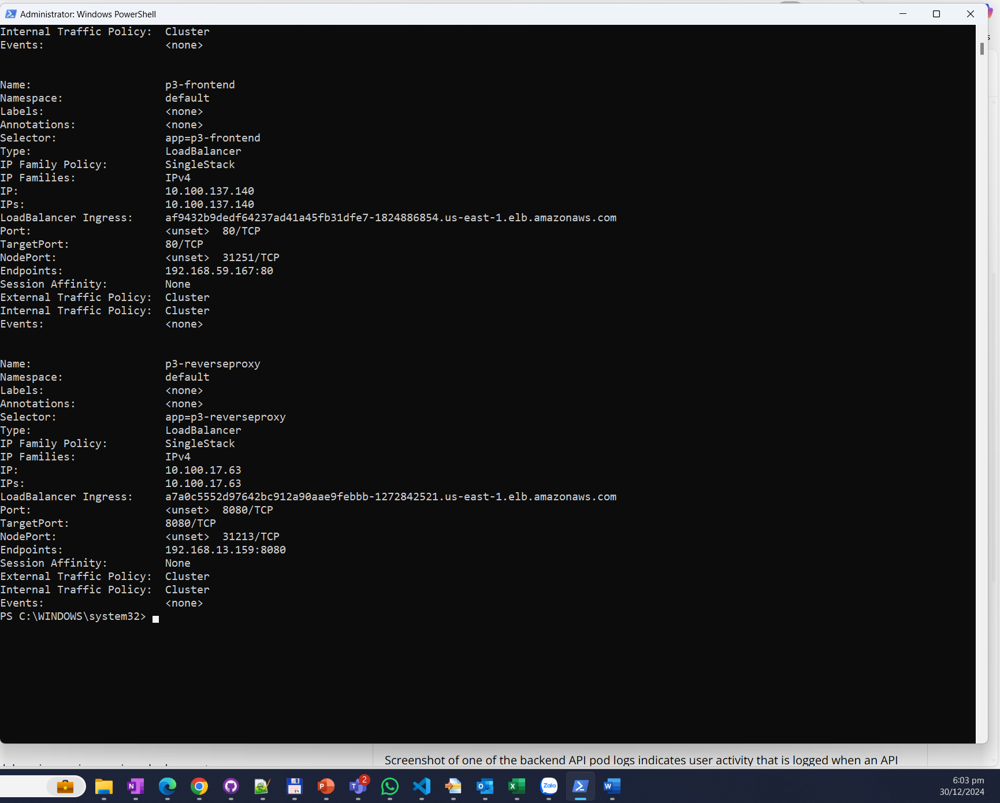 Administrator: Windows PowerShell
Internal Traffic Policy:  Cluster
Events:                   <none>
Name:                     p3-frontend
Namespace:                default
Labels:                   <none>
Annotations:              <none>
Selector:                 app=p3-frontend
Type:                     LoadBalancer
IP Family Policy:         SingleStack
IP Families:              IPv4
IP:                       10.100.137.140
IPs:                      10.100.137.140
LoadBalancer Ingress:     af9432b9dedf64237ad41a45fb31dfe7-1824886854.us-east-1.elb.amazonaws.com
Port:                     <unset>  80/TCP
TargetPort:               80/TCP
NodePort:                 <unset>  31251/TCP
Endpoints:                192.168.59.167:80
Session Affinity:         None
External Traffic Policy:  Cluster
Internal Traffic Policy:  Cluster
Events:                   <none>
Name:                     p3-reverseproxy
Namespace:                default
Labels:                   <none>
Annotations:              <none>
Selector:                 app=p3-reverseproxy
Type:                     LoadBalancer
IP Family Policy:         SingleStack
IP Families:              IPv4
IP:                       10.100.17.63
IPs:                      10.100.17.63
LoadBalancer Ingress:     a7a0c5552d97642bc912a90aae9febbb-1272842521.us-east-1.elb.amazonaws.com
Port:                     <unset>  8080/TCP
TargetPort:               8080/TCP
NodePort:                 <unset>  31213/TCP
Endpoints:                192.168.13.159:8080
Session Affinity:         None
External Traffic Policy:  Cluster
Internal Traffic Policy:  Cluster
Events:                   <none>
PS C:\WINDOWS\system32>
Screenshot of one of the backend API pod logs indicates user activity that is logged when an API
2
Zalo
64
6:03 pm
30/12/2024